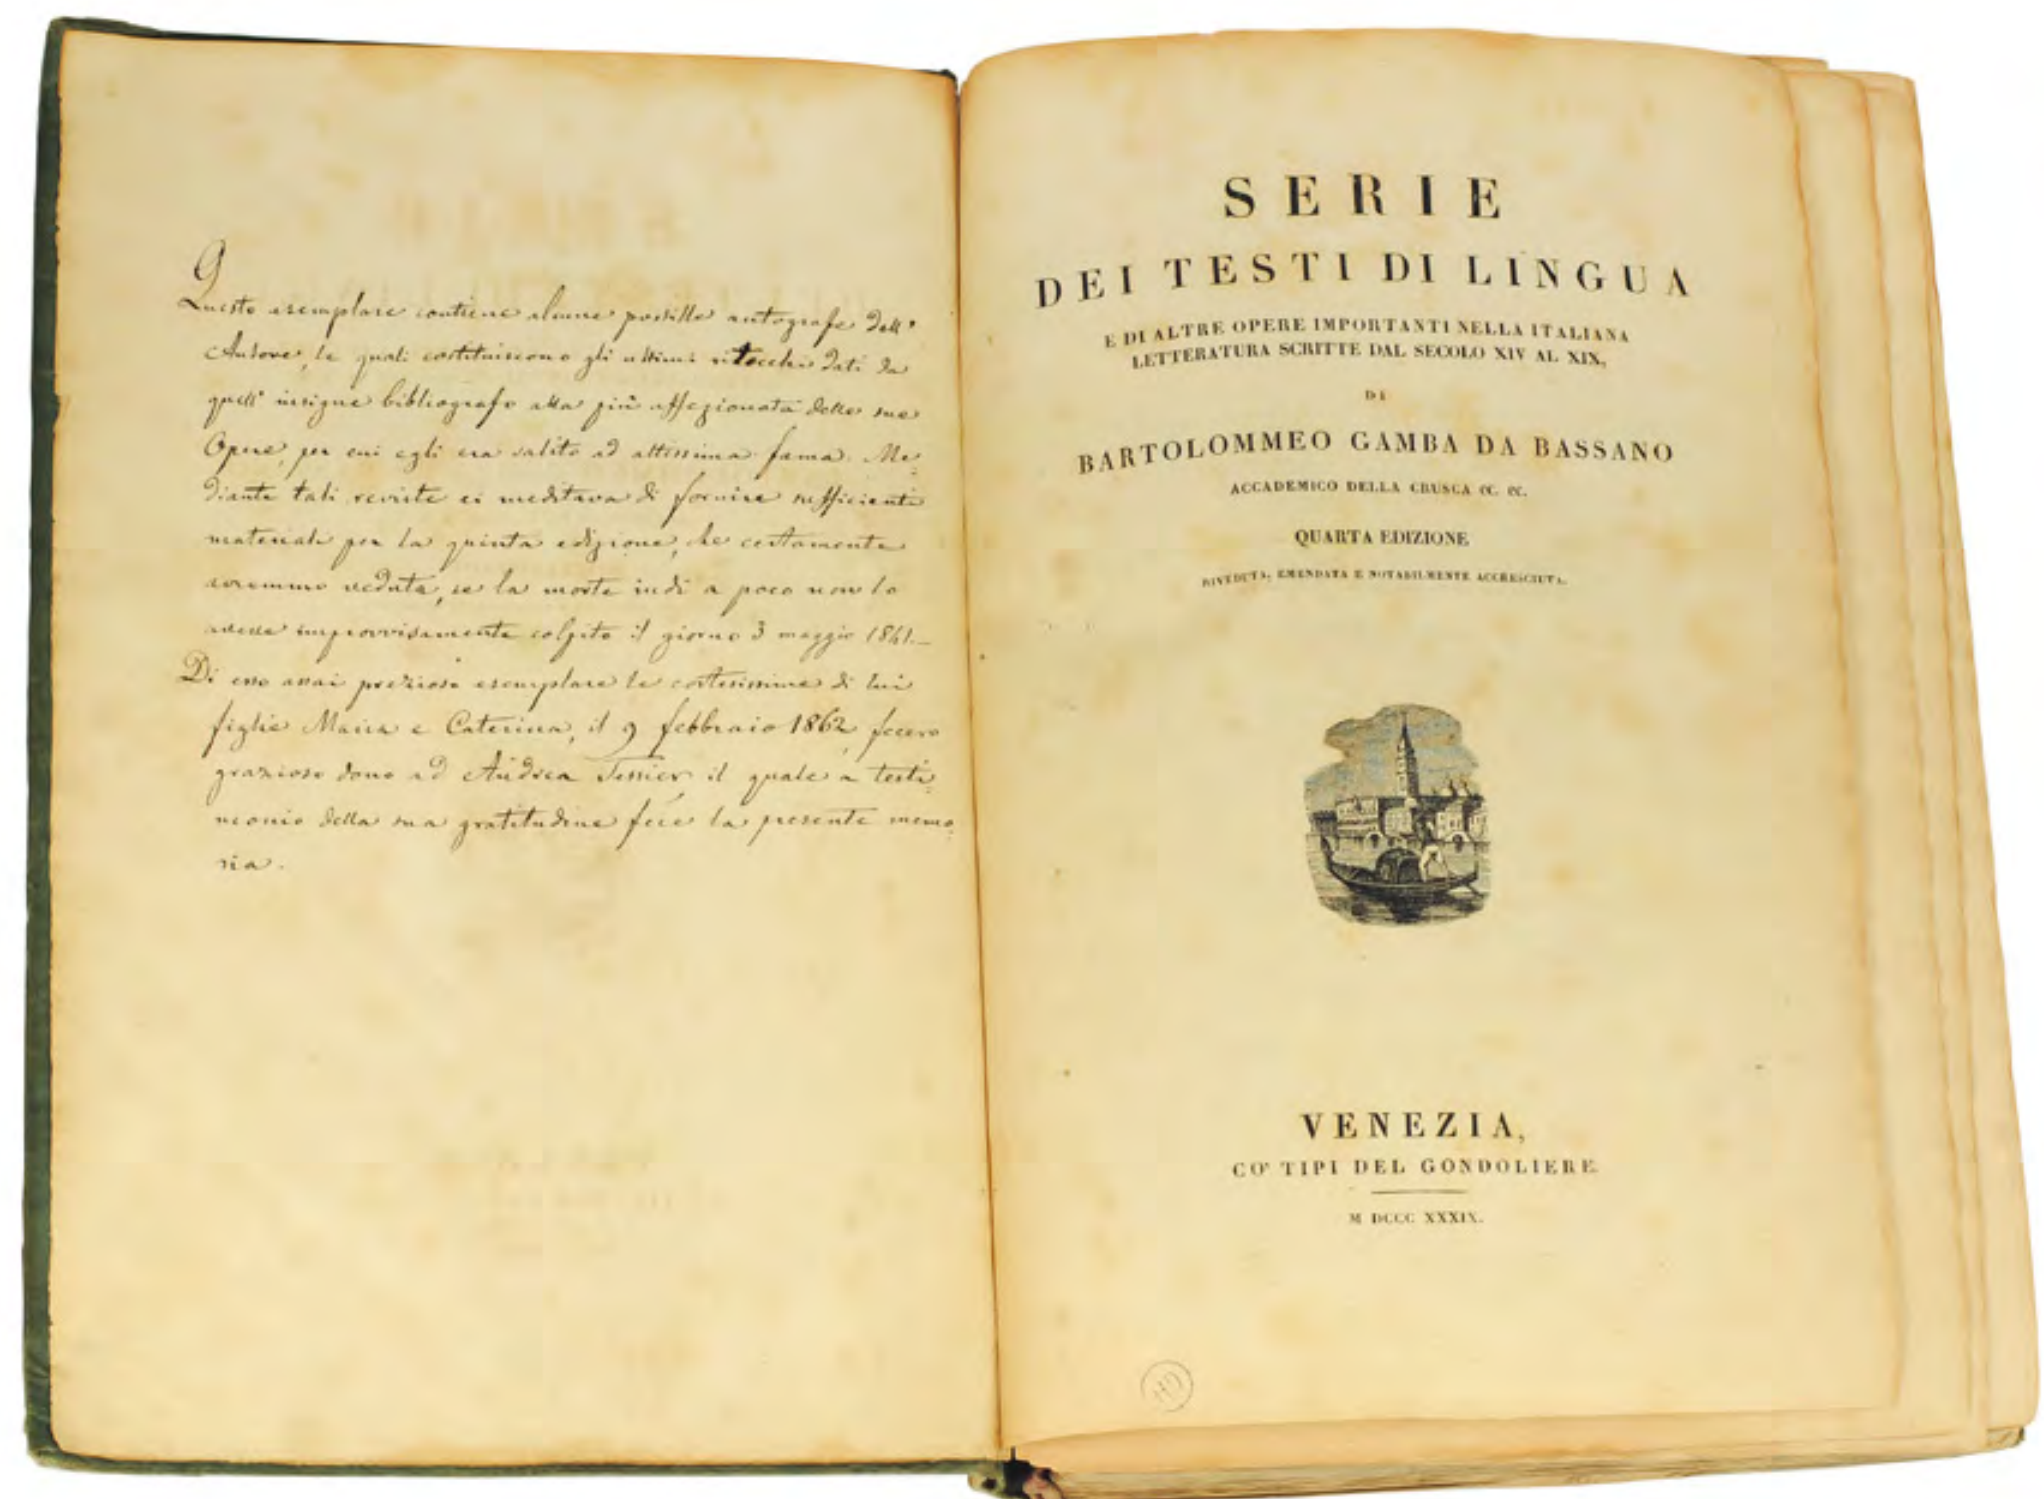 Questo esemplare contiene alcune postille autografe dell'
Autore, le quali costituiscono gli ultimi ritocchi dati da
quell' insigne bibliografo alla più affezionata delle sue
Opere, per cui egli era salito ad altissima fama. Me-
diante tali reviste ei meditava di fornire sufficienti
materiali per la quinta edizione, che certamente
avremmo veduta, se la morte indi a poco non lo
avesse improvvisamente colpito il giorno 3 maggio 1841.—
Di esso assai prezioso esemplare le cortesissime di lui
figlie Maria e Caterina, il 9 febbraio 1862, fecero
grazioso dono ad Andrea Tessier, il quale a testi-
monio della sua gratitudine fece la presente memo-
ria.
SERIE
DEI TESTI DI LINGUA
E DI ALTRE OPERE IMPORTANTI NELLA ITALIANA
LETTERATURA SCRITTE DAL SECOLO XIV AL XIX,
DI
BARTOLOMMEO GAMBA DA BASSANO
ACCADEMICO DELLA CRUSCA EC. EC.
QUARTA EDIZIONE
RIVEDUTA, EMENDATA E NOTABILMENTE ACCRESCIUTA.
VENEZIA,
CO' TIPI DEL GONDOLIERE
M DCCC XXXIX.